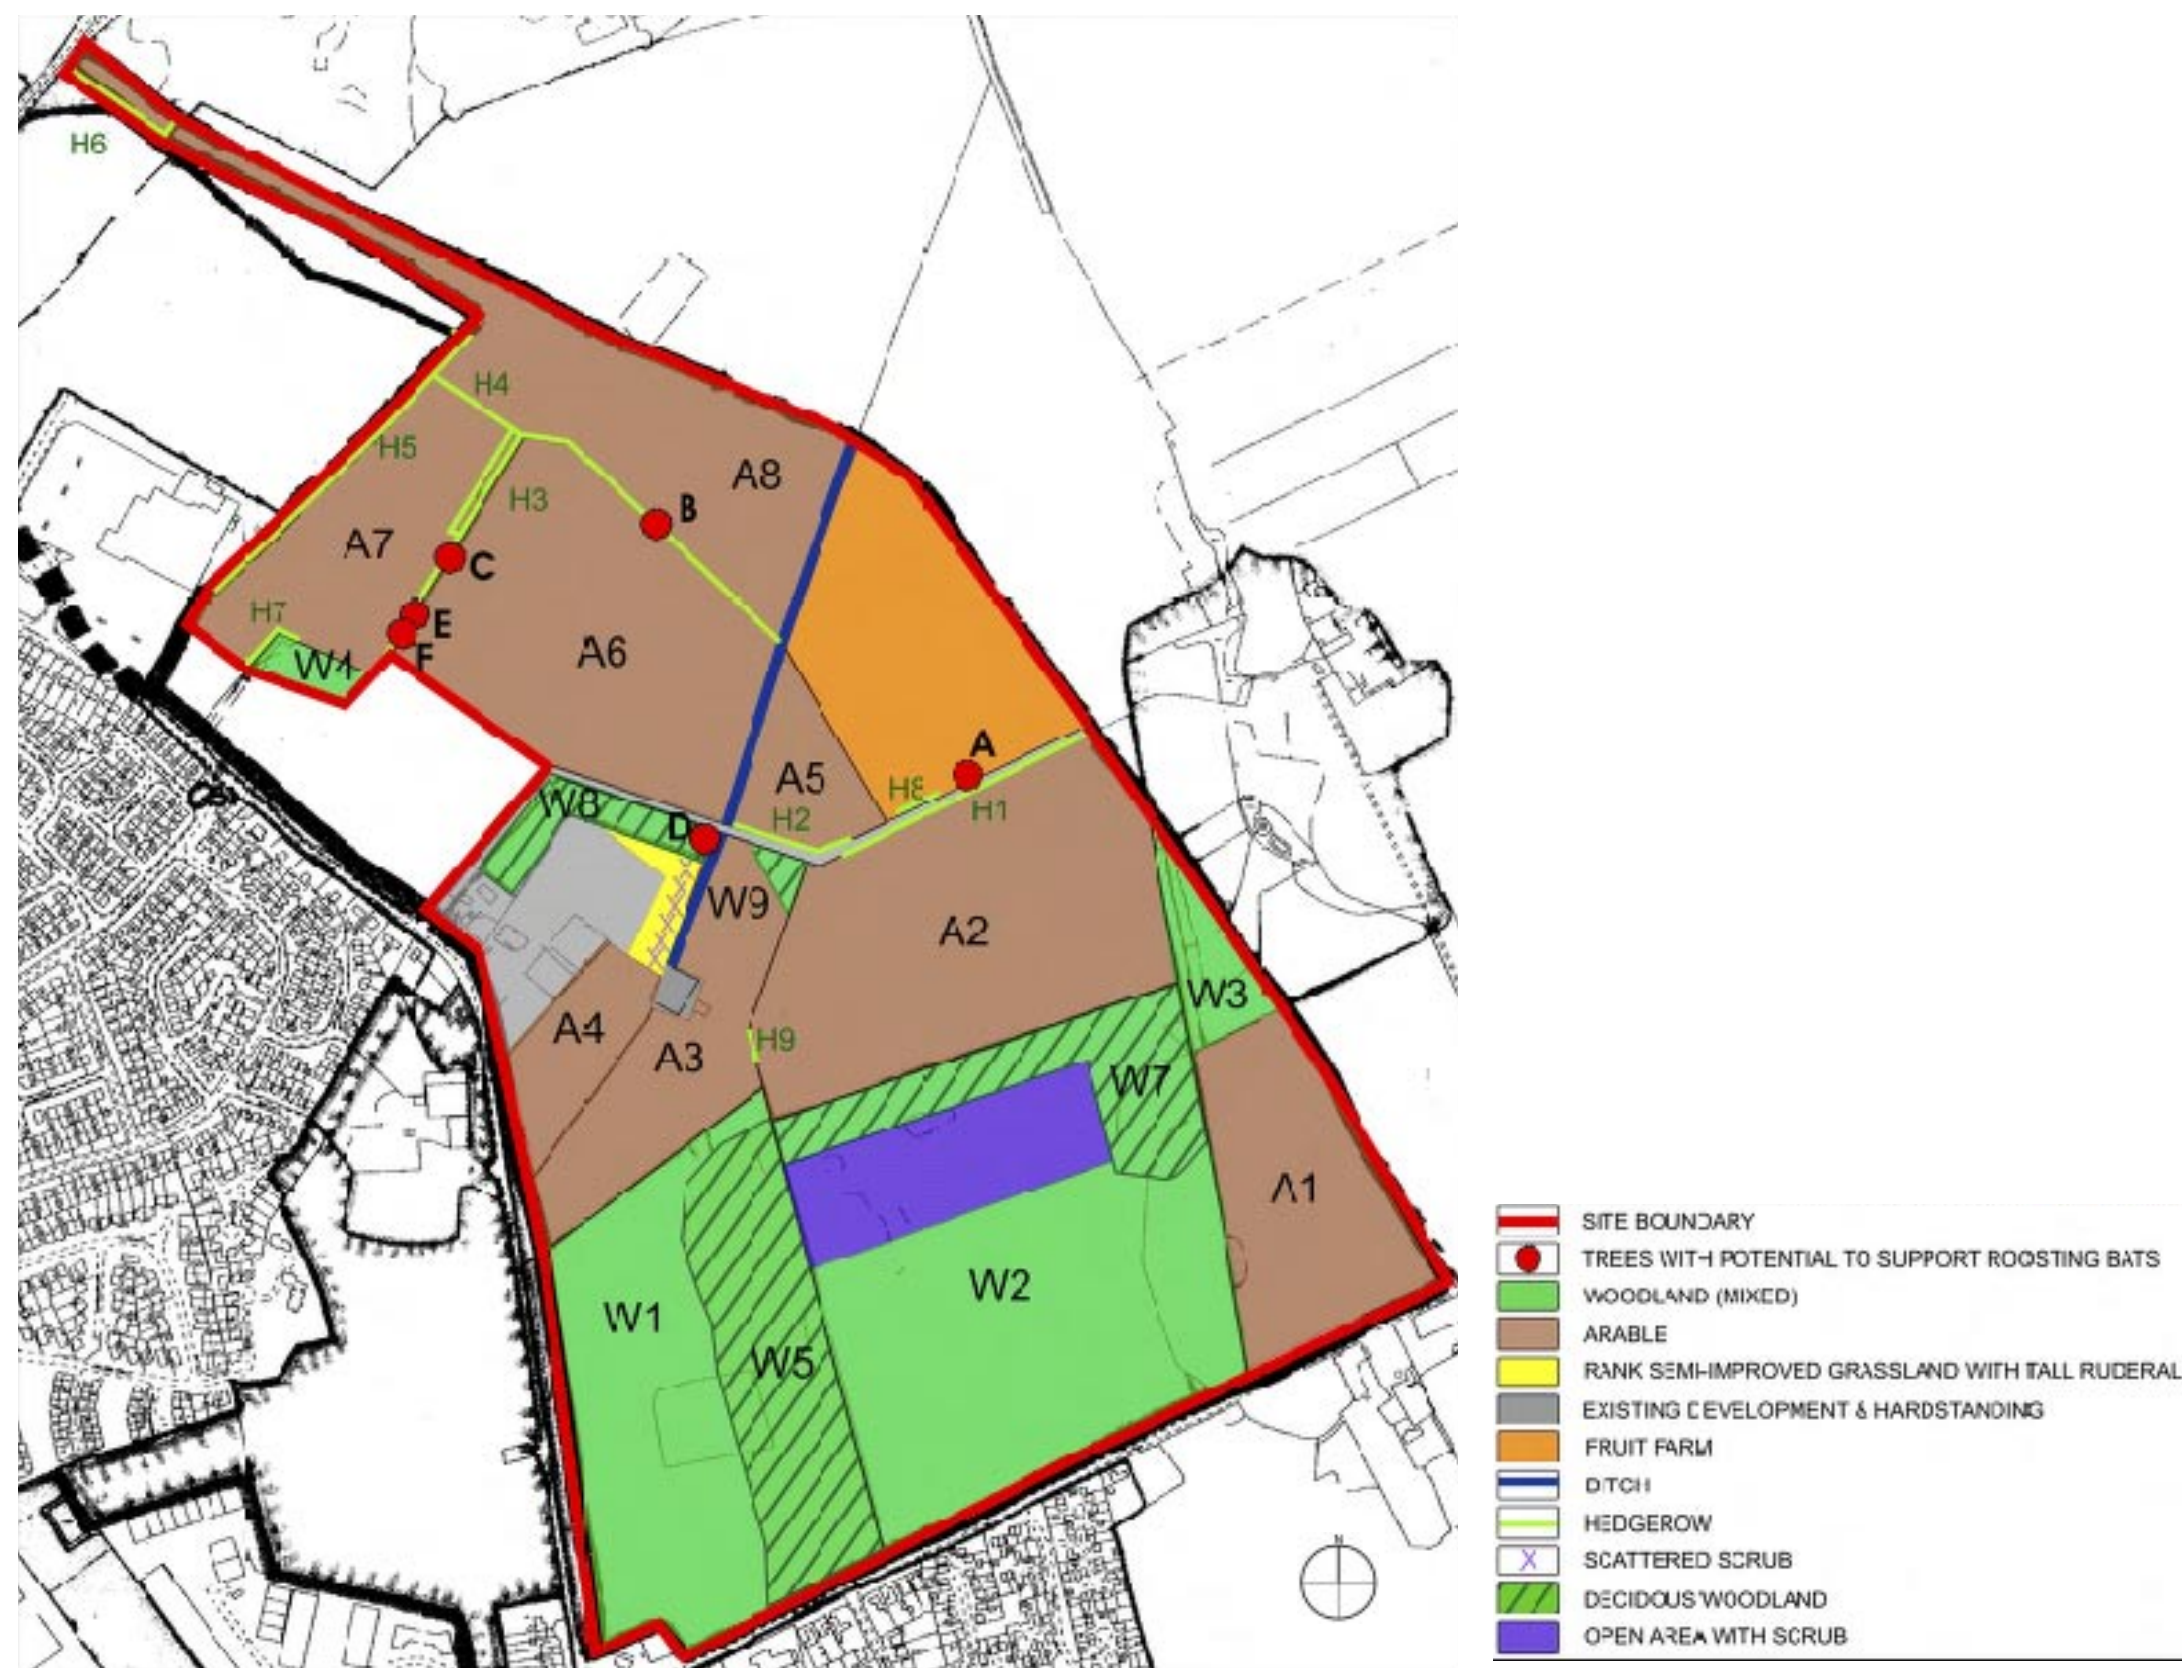 H6
H4
H5
A8
H3
B
A7
C
H7
E
F
A6
W4
A
A5
H8
H1
H2
W8
D
W9
A2
W3
A4
A3
H9
W7
A1
W2
W1
W5
N
SITE BOUNDARY
TREES WITH POTENTIAL TO SUPPORT ROOSTING BATS
WOODLAND (MIXED)
ARABLE
RANK SEMI-IMPROVED GRASSLAND WITH TALL RUDERAL
EXISTING DEVELOPMENT & HARDSTANDING
FRUIT FARM
DITCH
HEDGEROW
SCATTERED SCRUB
DECIDOUS WOODLAND
OPEN AREA WITH SCRUB